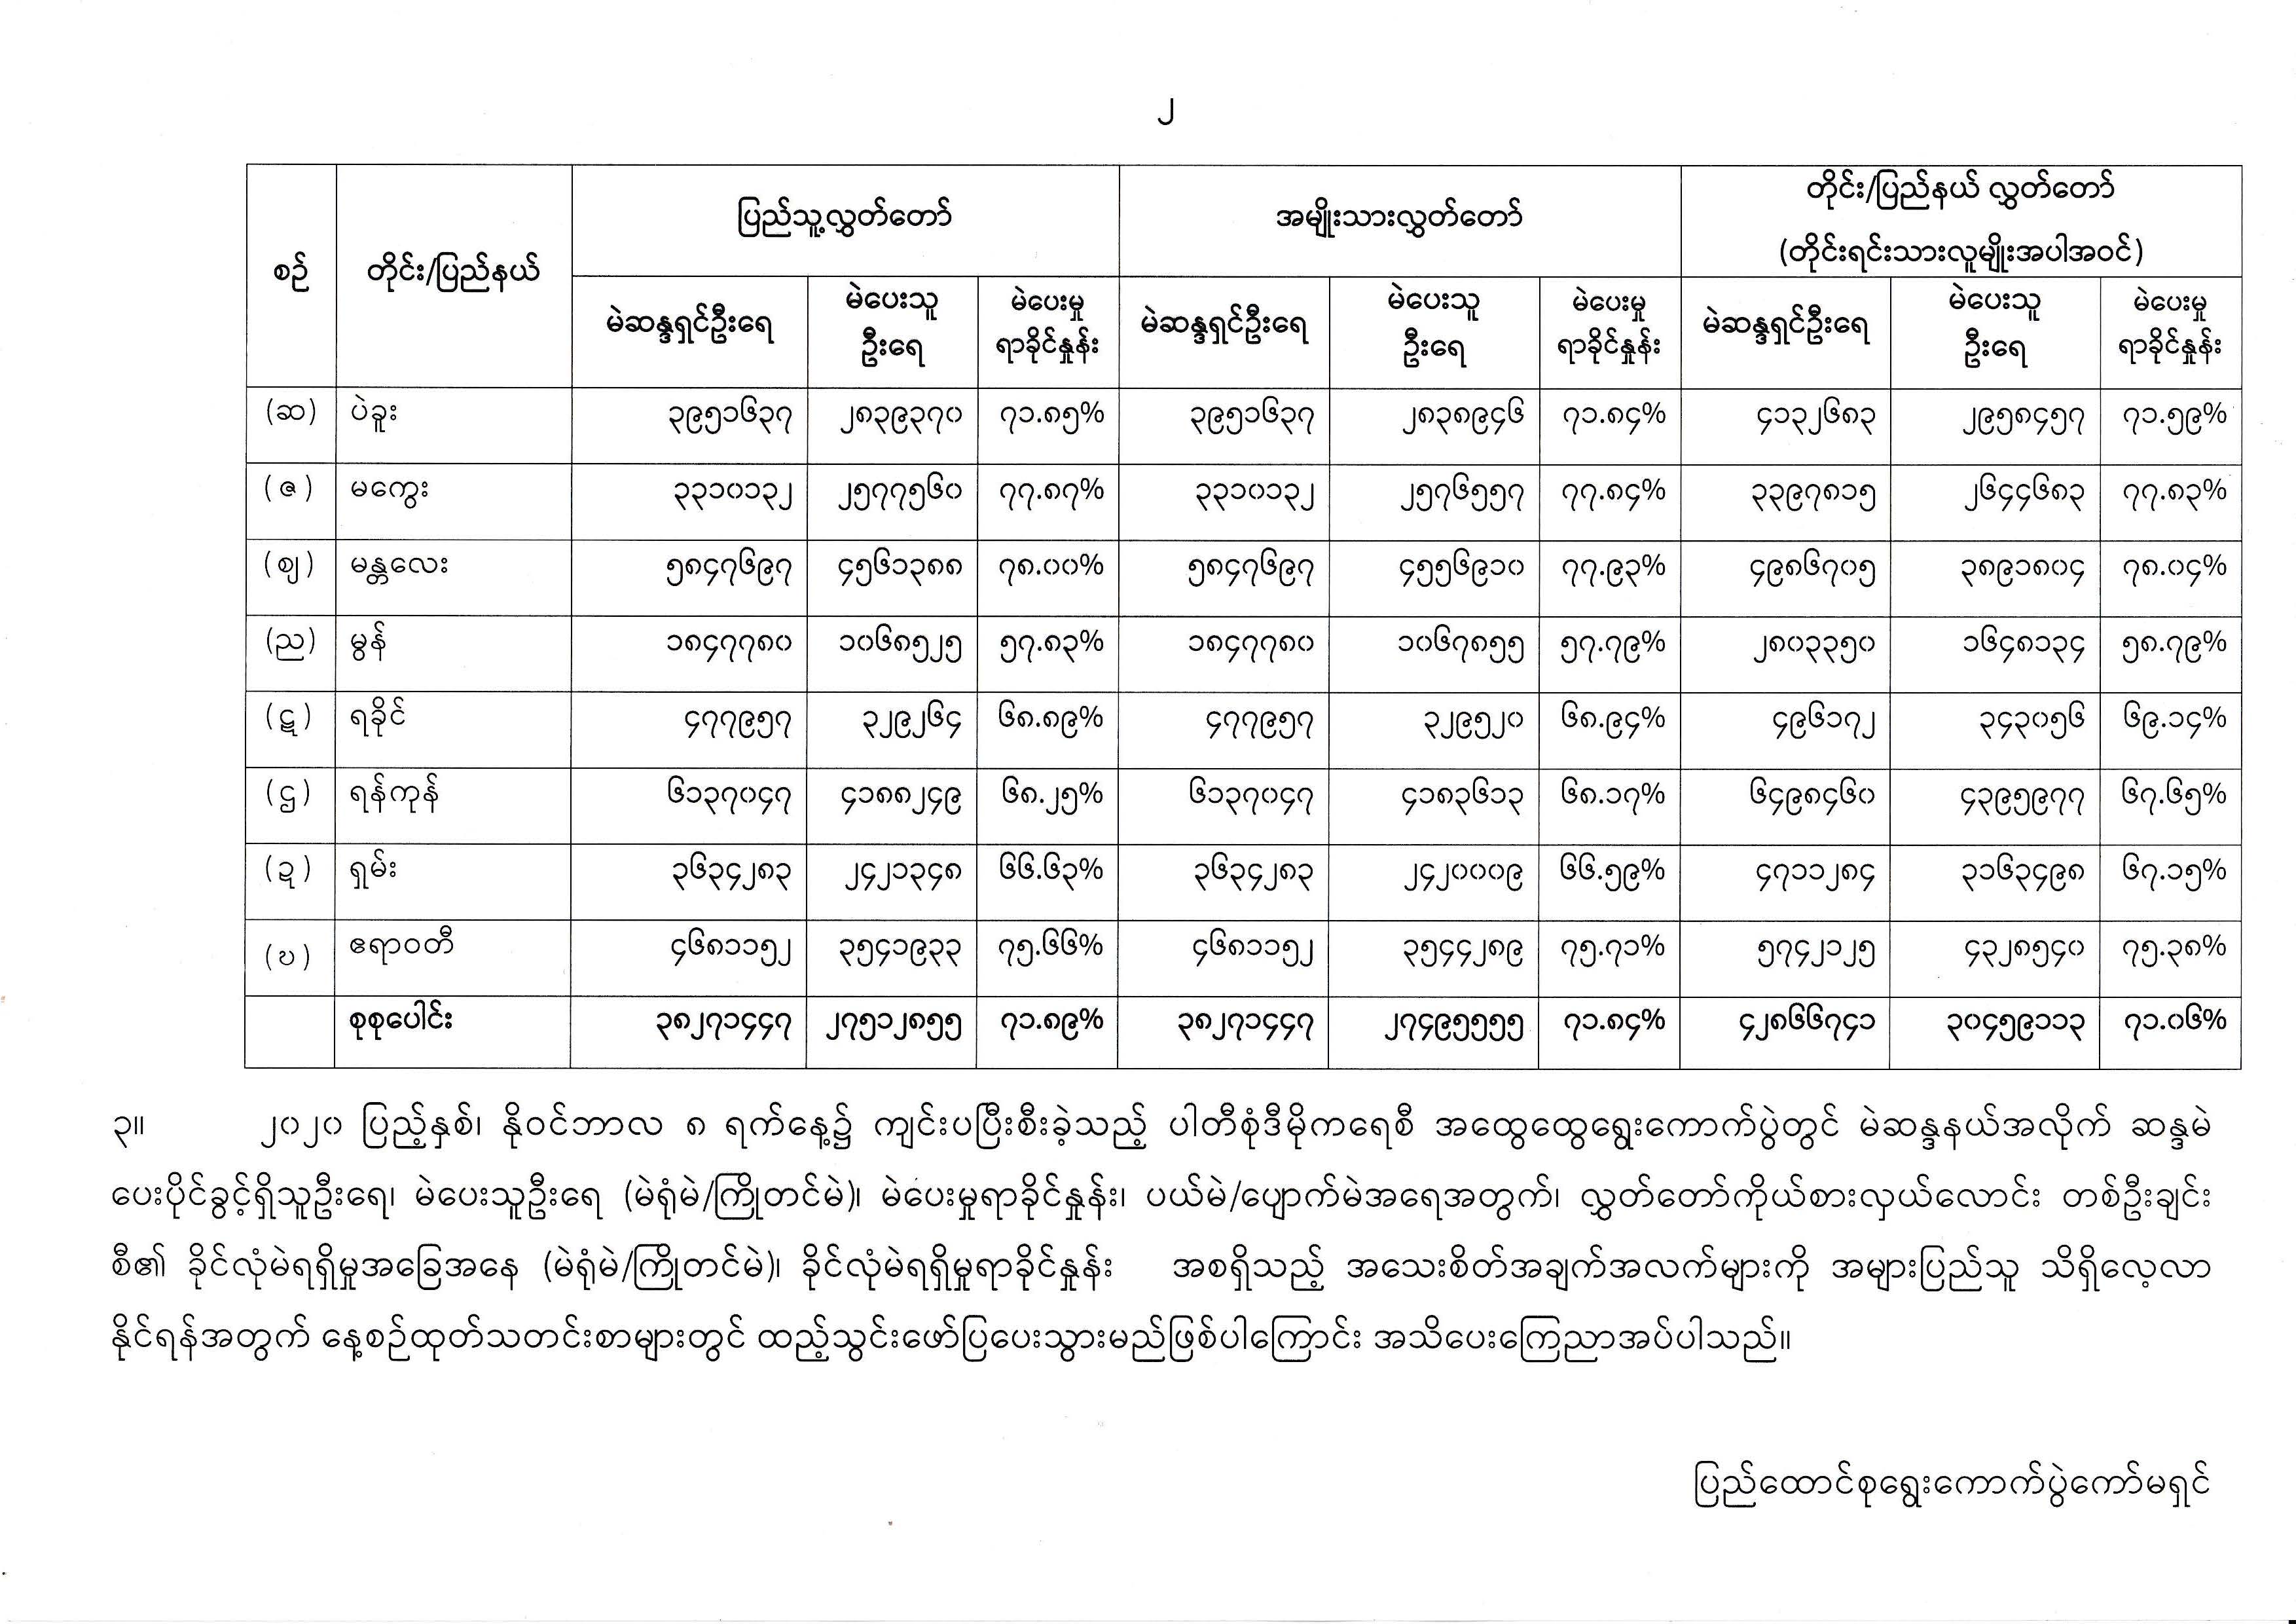 ၂
စဉ် တိုင်း/ပြည်နယ် ပြည်သူ့လွှတ်တော် အမျိုးသားလွှတ်တော် တိုင်း/ပြည်နယ် လွှတ်တော်
(တိုင်းရင်းသားလူမျိုးအပါအဝင်)
မဲဆန္ဒရှင်ဦးရေ မဲပေးသူ ဦးရေ မဲပေးမှု ရာခိုင်နှုန်း မဲဆန္ဒရှင်ဦးရေ မဲပေးသူ ဦးရေ မဲပေးမှု ရာခိုင်နှုန်း မဲဆန္ဒရှင်ဦးရေ မဲပေးသူ ဦးရေ မဲပေးမှု ရာခိုင်နှုန်း
(ဆ) ပဲခူး ၃၉၅၁၆၃၇ ၂၈၃၉၃၇၀ ၇၁.၈၅% ၃၉၅၁၆၃၇ ၂၈၃၈၉၄၆ ၇၁.၈၄% ၄၁၃၂၆၈၃ ၂၉၅၈၄၅၇ ၇၁.၅၉%
(ဇ) မကွေး ၃၃၁၀၁၃၂ ၂၅၇၇၅၆၀ ၇၇.၈၇% ၃၃၁၀၁၃၂ ၂၅၇၆၅၅၇ ၇၇.၈၄% ၃၃၉၇၈၁၅ ၂၆၄၄၆၈၃ ၇၇.၈၃%
(ဈ) မန္တလေး ၅၈၄၇၆၉၇ ၄၅၆၁၃၈၈ ၇၈.၀၀% ၅၈၄၇၆၉၇ ၄၅၅၆၉၁၀ ၇၇.၉၃% ၄၉၈၆၇၀၅ ၃၈၉၁၈၀၄ ၇၈.၀၄%
(ည) မွန် ၁၈၄၇၇၈၀ ၁၀၆၈၅၂၅ ၅၇.၈၃% ၁၈၄၇၇၈၀ ၁၀၆၇၈၅၅ ၅၇.၇၉% ၂၈၀၃၃၅၀ ၁၆၄၈၁၃၄ ၅၈.၇၉%
(ဋ) ရခိုင် ၄၇၇၉၅၇ ၃၂၉၂၆၄ ၆၈.၈၉% ၄၇၇၉၅၇ ၃၂၉၅၂၀ ၆၈.၉၄% ၄၉၆၁၇၂ ၃၄၃၀၅၆ ၆၉.၁၄%
(ဌ) ရန်ကုန် ၆၁၃၇၀၄၇ ၄၁၈၈၂၄၉ ၆၈.၂၅% ၆၁၃၇၀၄၇ ၄၁၈၃၆၁၃ ၆၈.၁၇% ၆၄၉၈၄၆၀ ၄၃၉၅၉၇၇ ၆၇.၆၅%
(ဍ) ရှမ်း ၃၆၃၄၂၈၃ ၂၄၂၁၃၄၈ ၆၆.၆၃% ၃၆၃၄၂၈၃ ၂၄၂၀၀၀၉ ၆၆.၅၉% ၄၇၁၁၂၈၄ ၃၁၆၃၄၉၈ ၆၇.၁၅%
(ဎ) ဧရာဝတီ ၄၆၈၁၁၅၂ ၃၅၄၁၉၃၃ ၇၅.၆၆% ၄၆၈၁၁၅၂ ၃၅၄၄၂၈၉ ၇၅.၇၁% ၅၇၄၂၁၂၅ ၄၃၂၈၅၄၀ ၇၅.၃၈%
စုစုပေါင်း ၃၈၂၇၁၄၄၇ ၂၇၅၁၂၈၅၅ ၇၁.၈၉% ၃၈၂၇၁၄၄၇ ၂၇၄၉၅၅၅၅ ၇၁.၈၄% ၄၂၈၆၆၇၄၁ ၃၀၄၅၉၁၁၃ ၇၁.၀၆%
၃။ ၂၀၂၀ ပြည့်နှစ်၊ နိုဝင်ဘာလ ၈ ရက်နေ့၌ ကျင်းပပြီးစီးခဲ့သည့် ပါတီစုံဒီမိုကရေစီ အထွေထွေရွေးကောက်ပွဲတွင် မဲဆန္ဒနယ်အလိုက် ဆန္ဒမဲ
ပေးပိုင်ခွင့်ရှိသူဦးရေ၊ မဲပေးသူဦးရေ (မဲရုံမဲ/ကြိုတင်မဲ)၊ မဲပေးမှုရာခိုင်နှုန်း၊ ပယ်မဲ/ပျောက်မဲအရေအတွက်၊ လွှတ်တော်ကိုယ်စားလှယ်လောင်း တစ်ဦးချင်း
စီ၏ ခိုင်လုံမဲရရှိမှုအခြေအနေ (မဲရုံမဲ/ကြိုတင်မဲ)၊ ခိုင်လုံမဲရရှိမှုရာခိုင်နှုန်း အစရှိသည့် အသေးစိတ်အချက်အလက်များကို အများပြည်သူ သိရှိလေ့လာ
နိုင်ရန်အတွက် နေ့စဉ်ထုတ်သတင်းစာများတွင် ထည့်သွင်းဖော်ပြပေးသွားမည်ဖြစ်ပါကြောင်း အသိပေးကြေညာအပ်ပါသည်။
ပြည်ထောင်စုရွေးကောက်ပွဲကော်မရှင်